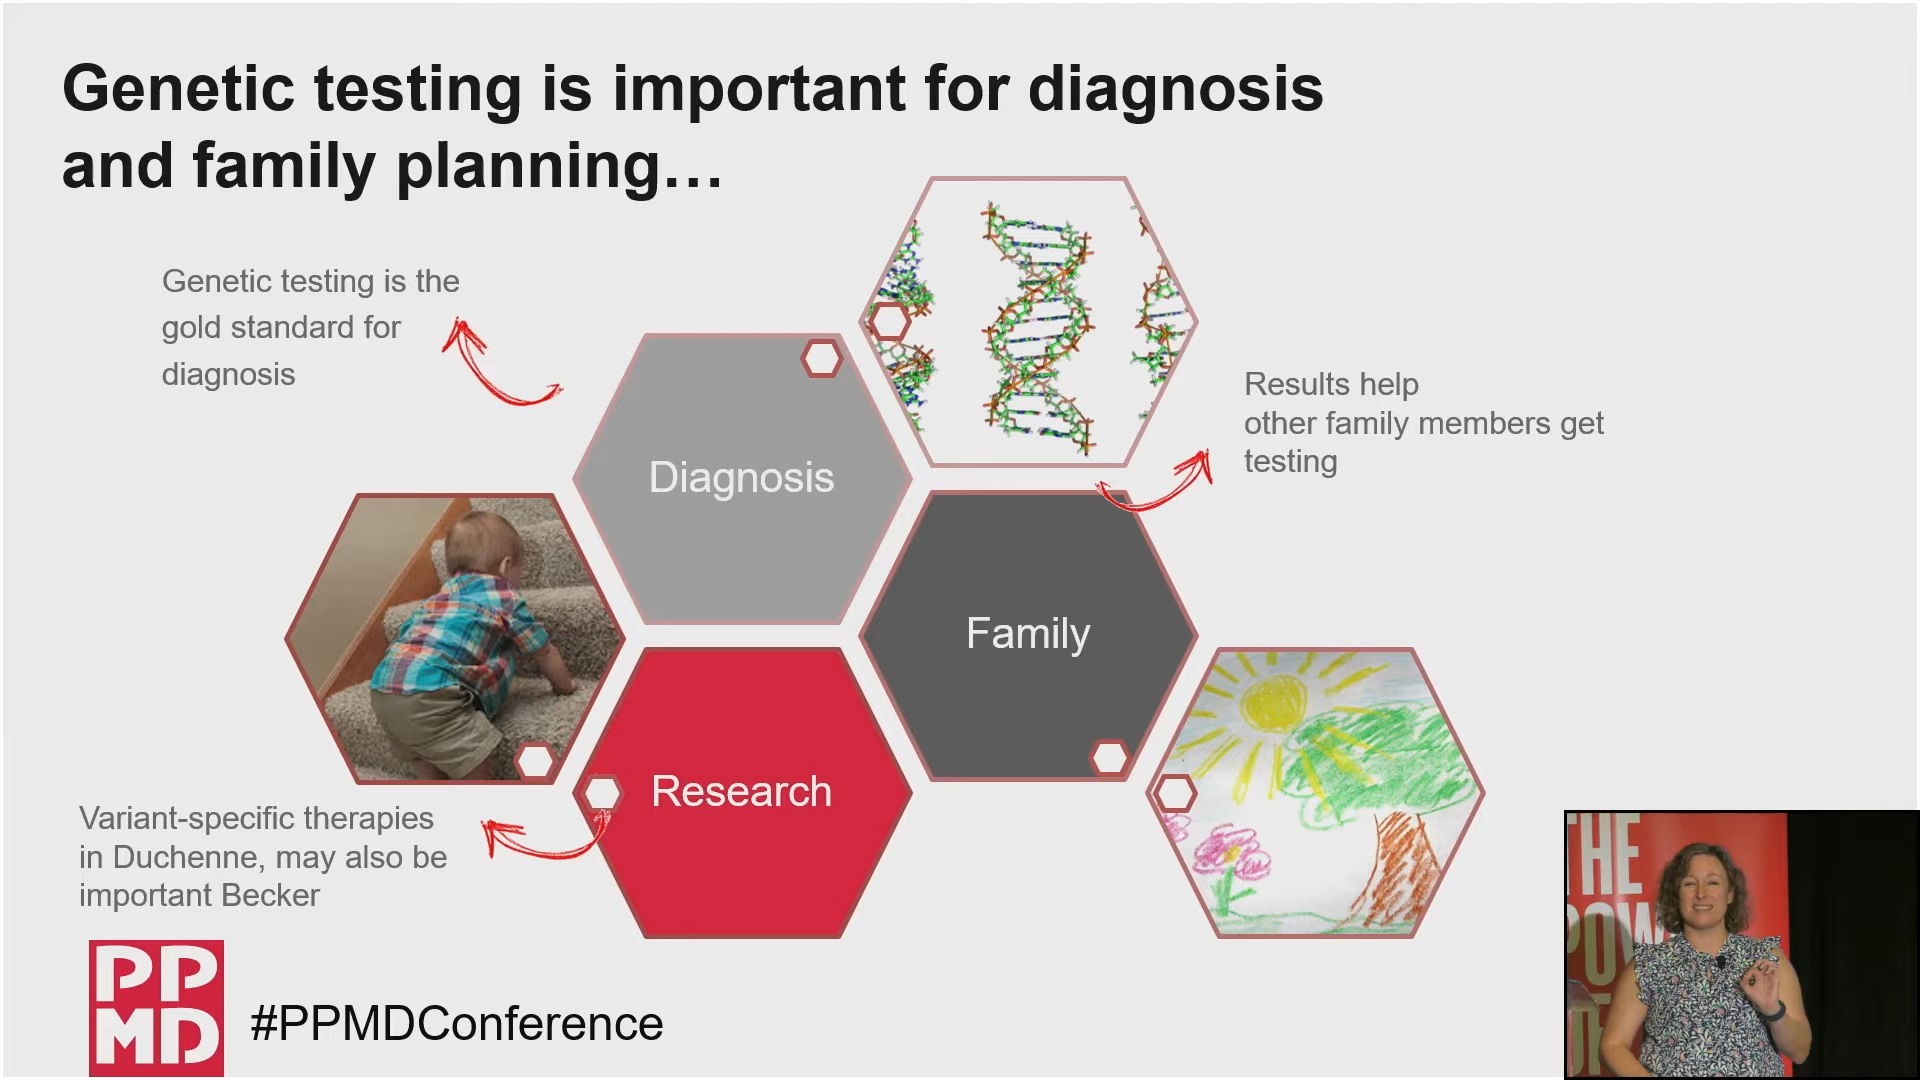 Genetic testing is important for diagnosis
and family planning…
Genetic testing is the
gold standard for
diagnosis
Results help
other family members get
testing
Diagnosis
Family
Research
Variant-specific therapies
in Duchenne, may also be
important Becker
PP
MD
#PPMDConference
THE